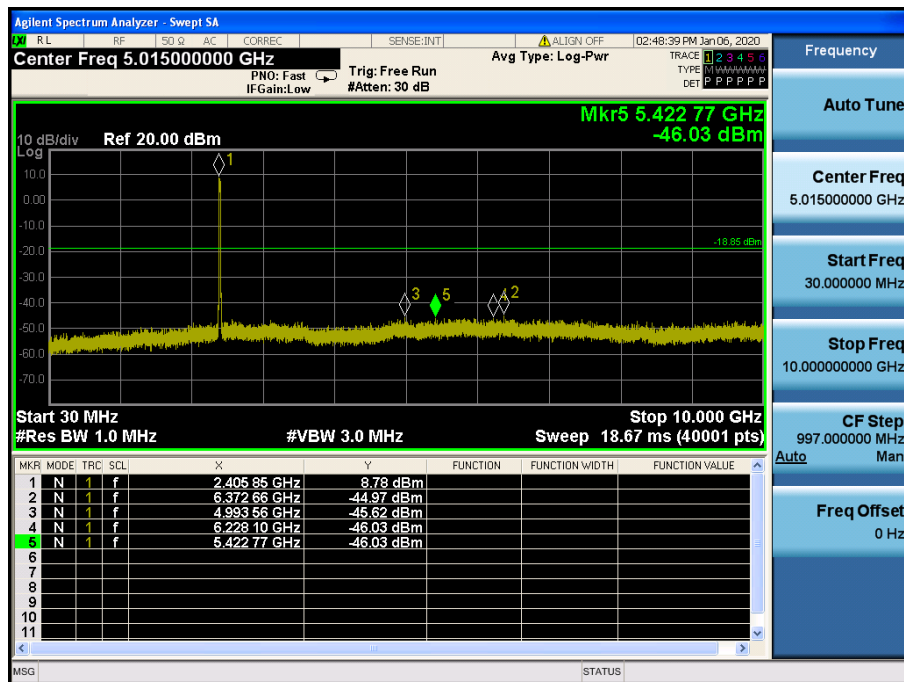 Agilent Spectrum Analyzer - Swept SA
LXI RL RF 50 Ω AC CORREC SENSE:INT ALIGN OFF 02:48:39 PM Jan 06, 2020
Center Freq 5.015000000 GHz
PNO: Fast
IFGain:Low
Trig: Free Run
#Atten: 30 dB
Avg Type: Log-Pwr
TRACE 1 2 3 4 5 6
TYPE M WWWWW
DET P P P P P P
Mkr5 5.422 77 GHz
-46.03 dBm
10 dB/div Ref 20.00 dBm
Log
10.0
0.00
-10.0
-20.0
-30.0
-40.0
-50.0
-60.0
-70.0
1
-18.85 dBm
3 5 4 2
Start 30 MHz Stop 10.000 GHz
#Res BW 1.0 MHz #VBW 3.0 MHz Sweep 18.67 ms (40001 pts)
MKR MODE TRC SCL X Y FUNCTION FUNCTION WIDTH FUNCTION VALUE
1 N 1 f 2.405 85 GHz 8.78 dBm
2 N 1 f 6.372 66 GHz -44.97 dBm
3 N 1 f 4.993 56 GHz -45.62 dBm
4 N 1 f 6.228 10 GHz -46.03 dBm
5 N 1 f 5.422 77 GHz -46.03 dBm
6
7
8
9
10
11
MSG STATUS
Frequency
Auto Tune
Center Freq
5.015000000 GHz
Start Freq
30.000000 MHz
Stop Freq
10.000000000 GHz
CF Step
997.000000 MHz
Auto Man
Freq Offset
0 Hz